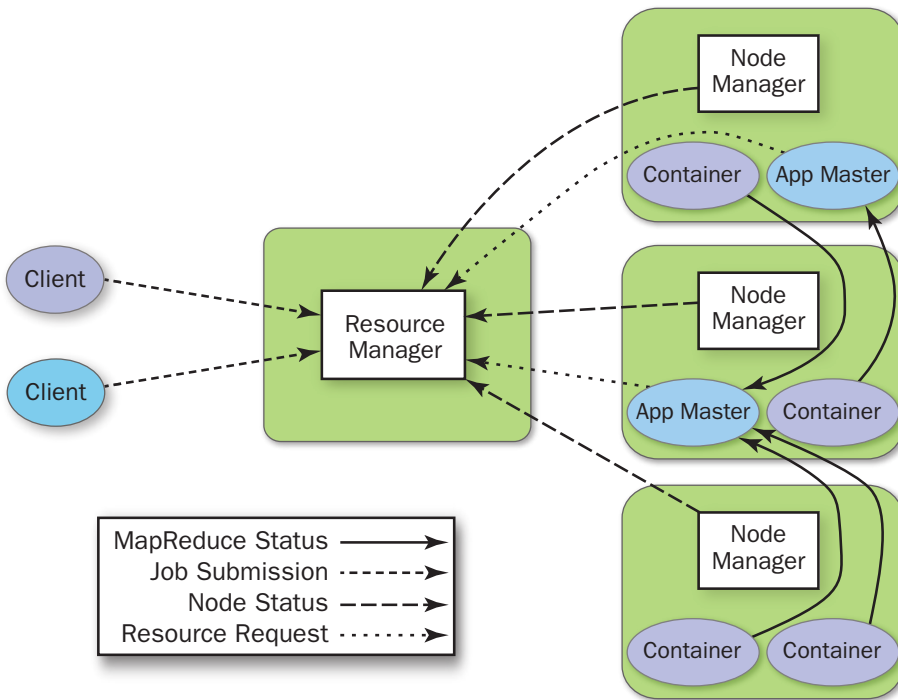 Node
Manager
Container
App Master
Client
Client
Resource
Manager
Node
Manager
App Master
Container
Node
Manager
Container
Container
MapReduce Status
Job Submission
Node Status
Resource Request